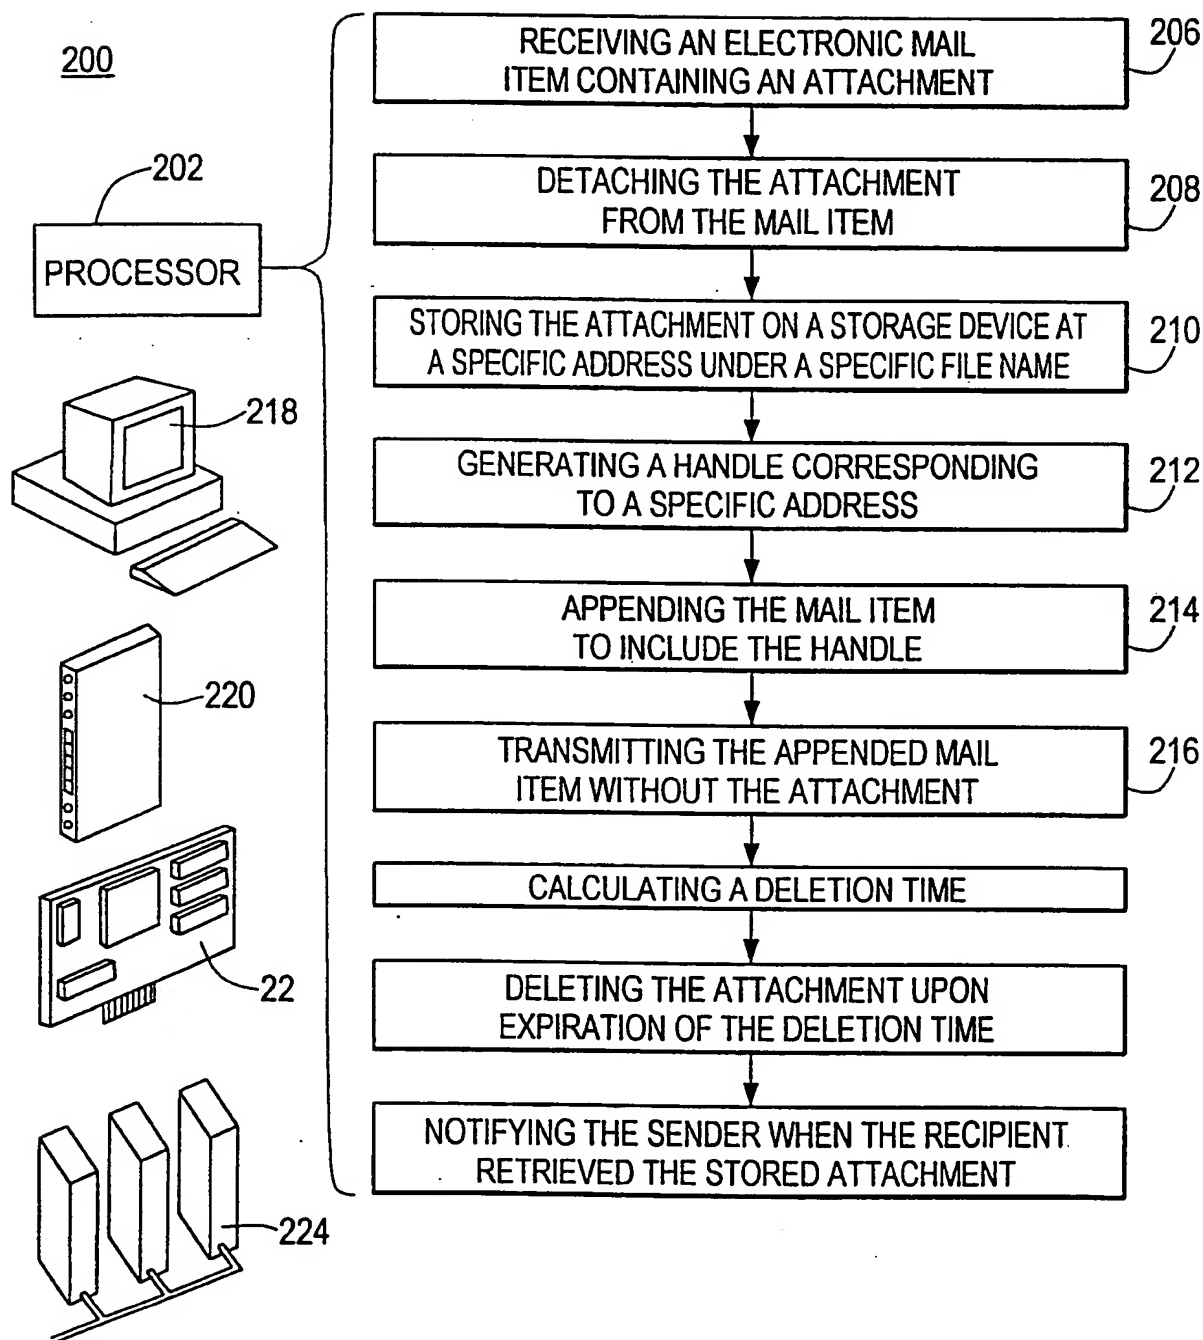 200
202
PROCESSOR
218
220
22
224
RECEIVING AN ELECTRONIC MAIL
ITEM CONTAINING AN ATTACHMENT
206
DETACHING THE ATTACHMENT
FROM THE MAIL ITEM
208
STORING THE ATTACHMENT ON A STORAGE DEVICE AT
A SPECIFIC ADDRESS UNDER A SPECIFIC FILE NAME
210
GENERATING A HANDLE CORRESPONDING
TO A SPECIFIC ADDRESS
212
APPENDING THE MAIL ITEM
TO INCLUDE THE HANDLE
214
TRANSMITTING THE APPENDED MAIL
ITEM WITHOUT THE ATTACHMENT
216
CALCULATING A DELETION TIME
DELETING THE ATTACHMENT UPON
EXPIRATION OF THE DELETION TIME
NOTIFYING THE SENDER WHEN THE RECIPIENT
RETRIEVED THE STORED ATTACHMENT